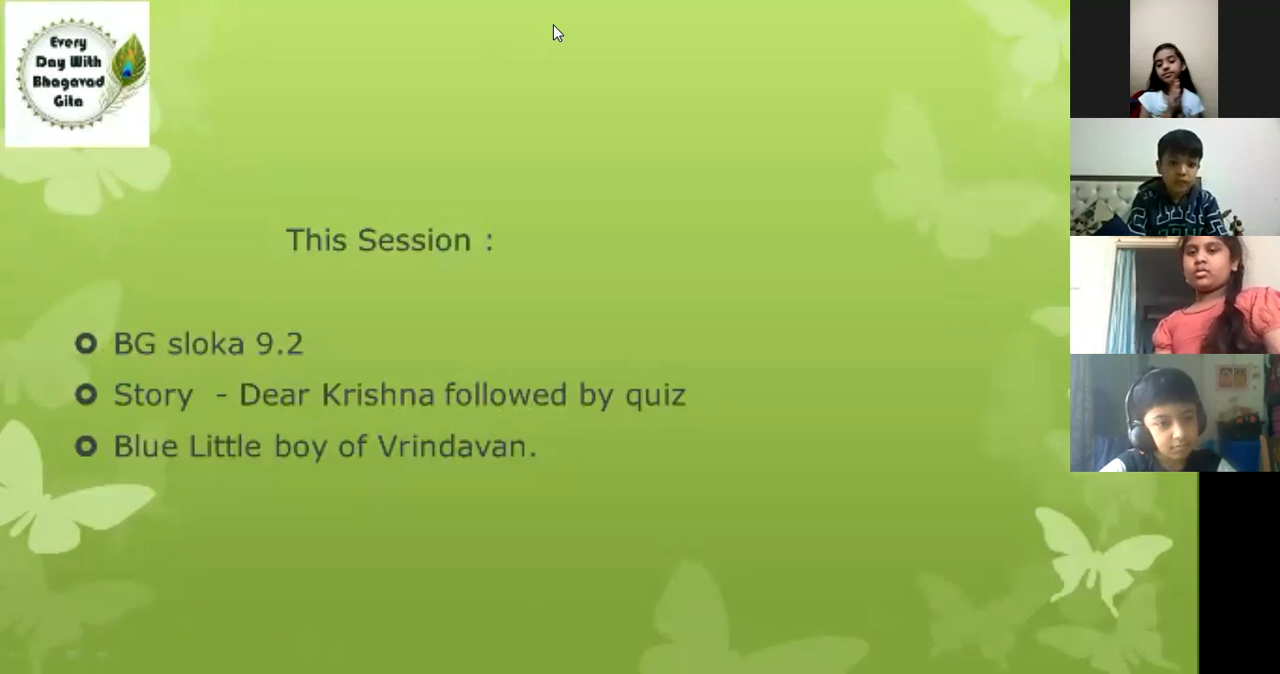 Every
Day With
Bhagavad
Gita
This Session :
BG sloka 9.2
Story - Dear Krishna followed by quiz
Blue Little boy of Vrindavan.